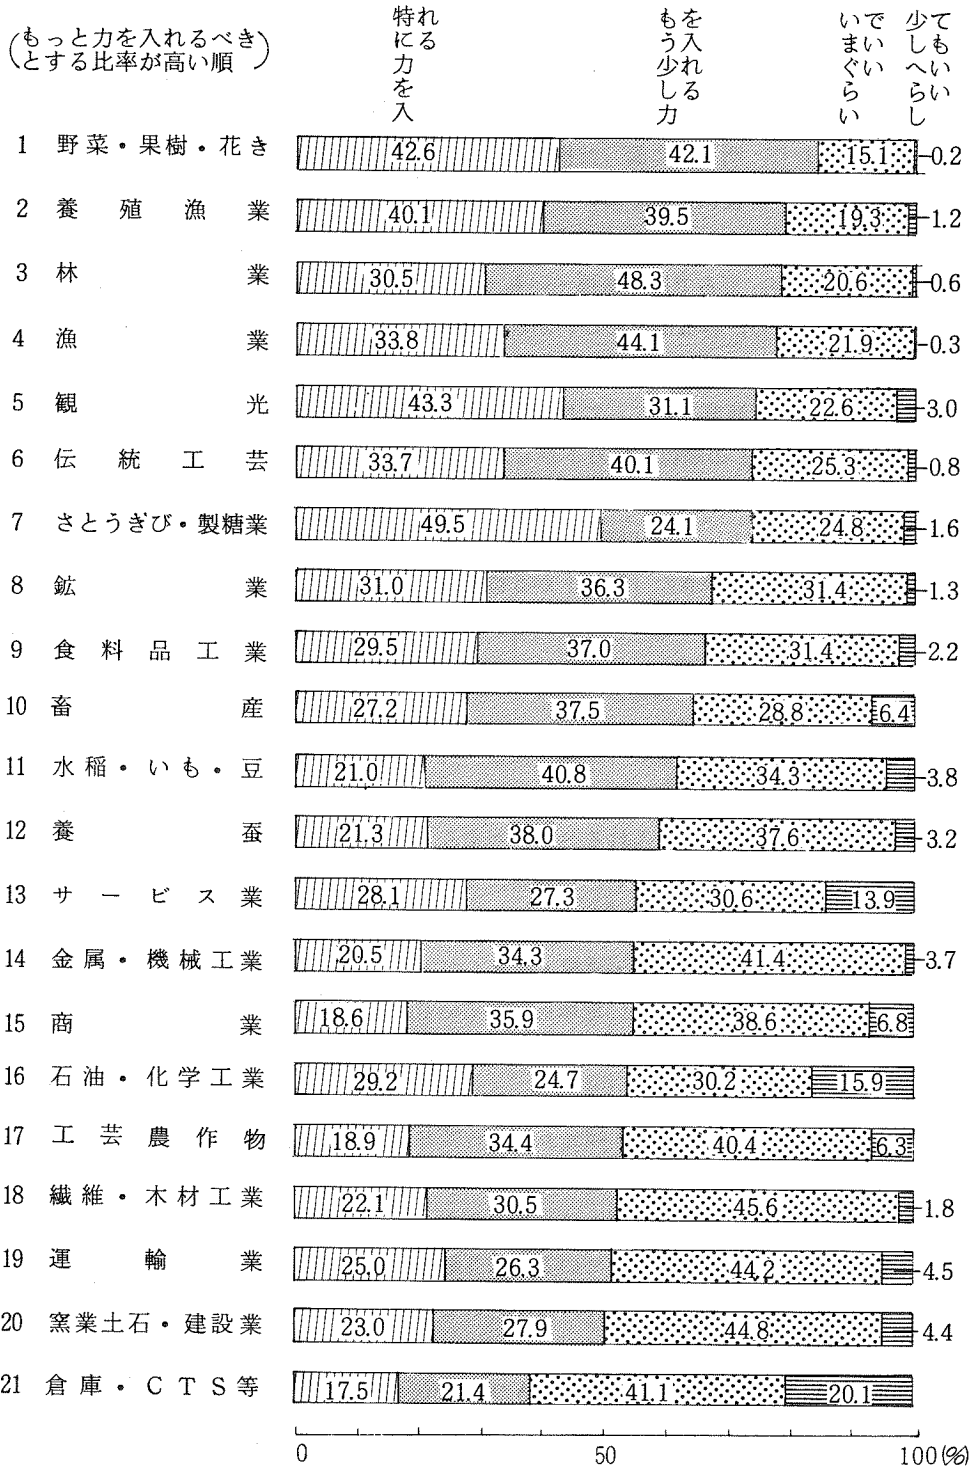 (もっと力を入れるべき
とする比率が高い順)
特に力を入
れる
もう少し力
を入れる
いまぐらい
でいい
少しへらし
てもいい
1 野菜・果樹・花き 42.6 42.1 15.1 0.2
2 養殖漁業 40.1 39.5 19.3 1.2
3 林業 30.5 48.3 20.6 0.6
4 漁業 33.8 44.1 21.9 0.3
5 観光 43.3 31.1 22.6 3.0
6 伝統工芸 33.7 40.1 25.3 0.8
7 さとうきび・製糖業 49.5 24.1 24.8 1.6
8 鉱業 31.0 36.3 31.4 1.3
9 食料品工業 29.5 37.0 31.4 2.2
10 畜産 27.2 37.5 28.8 6.4
11 水稲・いも・豆 21.0 40.8 34.3 3.8
12 養蚕 21.3 38.0 37.6 3.2
13 サービス業 28.1 27.3 30.6 13.9
14 金属・機械工業 20.5 34.3 41.4 3.7
15 商業 18.6 35.9 38.6 6.8
16 石油・化学工業 29.2 24.7 30.2 15.9
17 工芸農作物 18.9 34.4 40.4 6.3
18 繊維・木材工業 22.1 30.5 45.6 1.8
19 運輸業 25.0 26.3 44.2 4.5
20 窯業土石・建設業 23.0 27.9 44.8 4.4
21 倉庫・CTS等 17.5 21.4 41.1 20.1
0 50 100(%)